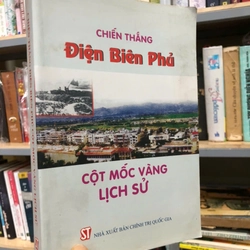 CHIẾN THẮNG
Điện Biên Phủ
CỘT MỐC VÀNG
LỊCH SỬ
ST NHÀ XUẤT BẢN CHÍNH TRỊ QUỐC GIA